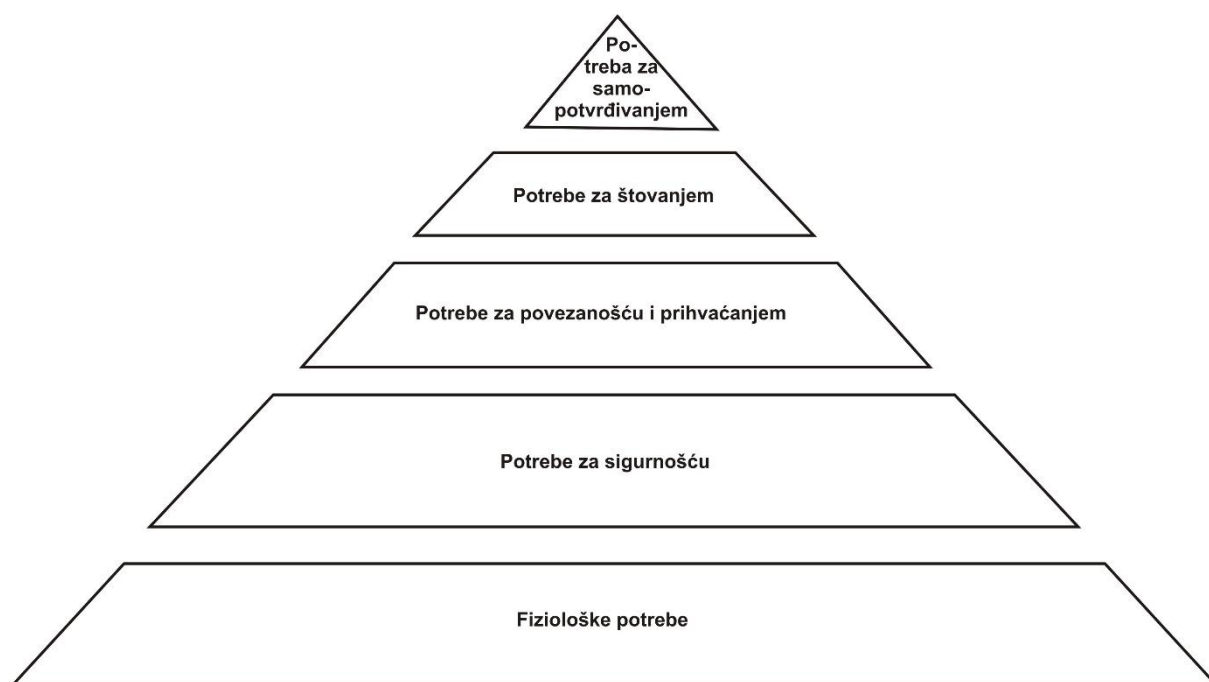 Po-
treba za
samo-
potvrđivanjem
Potrebe za štovanjem
Potrebe za povezanošću i prihvaćanjem
Potrebe za sigurnošću
Fiziološke potrebe